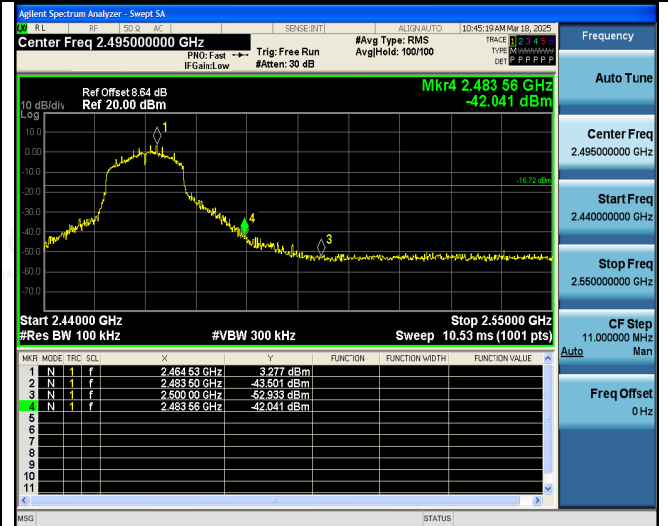 Agilent Spectrum Analyzer - Swept SA
RL RF 50 Ω AC SENSE:INT ALIGNAUTO 10:45:19 AM Mar 18, 2025
Center Freq 2.495000000 GHz
PNO: Fast
IFGain:Low
Trig: Free Run
#Atten: 30 dB
#Avg Type: RMS
Avg|Hold: 100/100
TRACE 1 2 3 4 5 6
TYPE M
DET P P P P P P
Ref Offset 8.64 dB
Ref 20.00 dBm
10 dB/div
Log
Mkr4 2.483 56 GHz
-42.041 dBm
10.0
0.00
-10.0
-20.0
-30.0
-40.0
-50.0
-60.0
-70.0
1
4
3
-16.72 dBm
Start 2.44000 GHz
Stop 2.55000 GHz
#Res BW 100 kHz
#VBW 300 kHz
Sweep 10.53 ms (1001 pts)
MKR MODE TRC SCL X Y FUNCTION FUNCTION WIDTH FUNCTION VALUE
1 N 1 f 2.464 53 GHz 3.277 dBm
2 N 1 f 2.483 50 GHz -43.501 dBm
3 N 1 f 2.500 00 GHz -52.933 dBm
4 N 1 f 2.483 56 GHz -42.041 dBm
5
6
7
8
9
10
11
MSG
STATUS
Frequency
Auto Tune
Center Freq
2.495000000 GHz
Start Freq
2.440000000 GHz
Stop Freq
2.550000000 GHz
CF Step
11.000000 MHz
Auto Man
Freq Offset
0 Hz